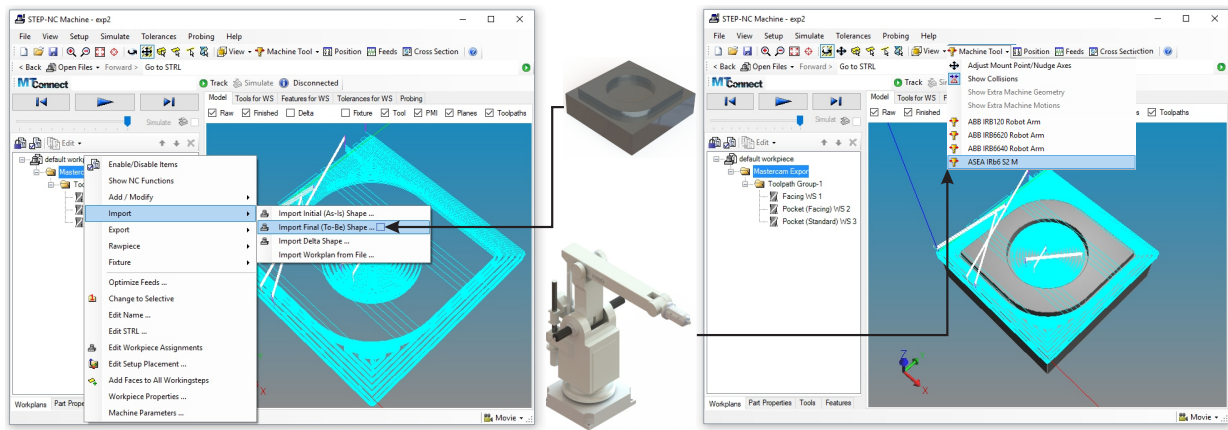 STEP-NC Machine - exp2
File View Setup Simulate Tolerances Probing Help
View Machine Tool Position Feeds Cross Section
< Back Open Files Forward > Go to STRL
MTConnect
Track Simulate Disconnected
Model Tools for WS Features for WS Tolerances for WS Probing
Raw Finished Delta Fixture Tool PMI Planes Toolpaths
Simulate
Edit
default workp
Masterc
Too
Enable/Disable Items
Show NC Functions
Add / Modify
Import
Export
Rawpiece
Fixture
Optimize Feeds ...
Change to Selective
Edit Name ...
Edit STRL ...
Edit Workpiece Assignments
Edit Setup Placement ...
Add Faces to All Workingsteps
Workpiece Properties ...
Machine Parameters ...
Import Initial (As-Is) Shape ...
Import Final (To-Be) Shape ...
Import Delta Shape ...
Import Workplan from File ...
X
Workplans Part Prope
Movie
STEP-NC Machine - exp2
File View Setup Simulate Tolerances Probing Help
View Machine Tool Position Feeds Cross Sectiction
< Back Open Files Forward > Go to STRL
MTConnect
Track Sim
Model Tools for WS F
Raw Finished s Toolpaths
Simulat
Edit
Adjust Mount Point/Nudge Axes
Show Collisions
Show Extra Machine Geometry
Show Extra Machine Motions
ABB IRB120 Robot Arm
ABB IRB6620 Robot Arm
ABB IRB6640 Robot Arm
ASEA IRb6 S2 M
default workpiece
Mastercam Expor
Toolpath Group-1
Facing WS 1
Pocket (Facing) WS 2
Pocket (Standard) WS 3
Z
Y
X
Workplans Part Properties Tools Features
Movie